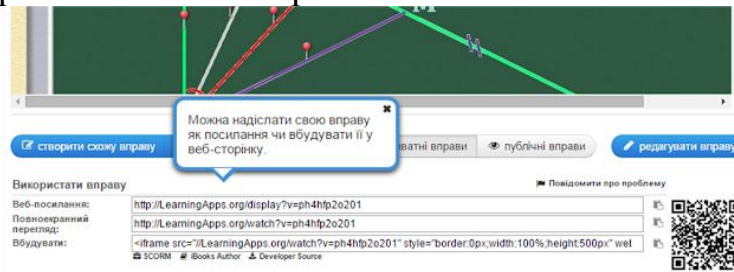 M
Можна надіслати свою вправу
як посилання чи вбудувати її у
веб-сторінку.
створити схожу вправу
ватні вправи
публічні вправи
редагувати вправу
Використати вправу
Повідомити про проблему
Веб-посилання:
http://LearningApps.org/display?v=ph4hfp2o201
Повноекранний
перегляд:
http://LearningApps.org/watch?v=ph4hfp2o201
Вбудувати:
<iframe src="//LearningApps.org/watch?v=ph4hfp2o201" style="border:0px;width:100%;height:500px" wel
SCORM iBooks Author Developer Source